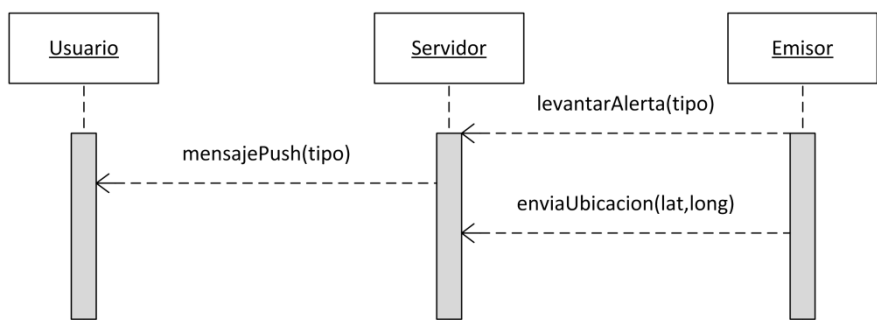 Usuario
Servidor
Emisor
levantarAlerta(tipo)
mensajePush(tipo)
enviaUbicacion(lat,long)